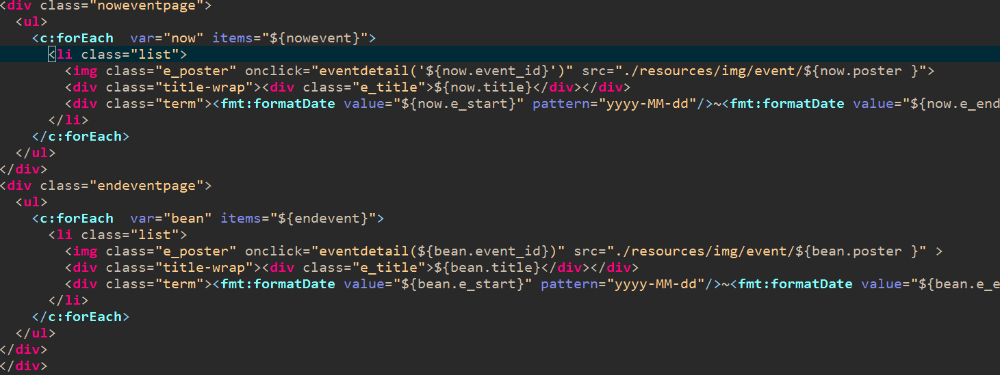 <div class="noweventpage">
<ul>
<c:forEach  var="now" items="${nowevent}">
<li class="list">
<img class="e_poster" onclick="eventdetail('${now.event_id}')" src="./resources/img/event/${now.poster }">
<div class="title-wrap"><div class="e_title">${now.title}</div></div>
<div class="term"><fmt:formatDate value="${now.e_start}" pattern="yyyy-MM-dd"/>~<fmt:formatDate value="${now.e_end
</li>
</c:forEach>
</ul>
</div>
<div class="endeventpage">
<ul>
<c:forEach  var="bean" items="${endevent}">
<li class="list">
<img class="e_poster" onclick="eventdetail(${bean.event_id})" src="./resources/img/event/${bean.poster }" >
<div class="title-wrap"><div class="e_title">${bean.title}</div></div>
<div class="term"><fmt:formatDate value="${bean.e_start}" pattern="yyyy-MM-dd"/>~<fmt:formatDate value="${bean.e_e
</li>
</c:forEach>
</ul>
</div>
</div>